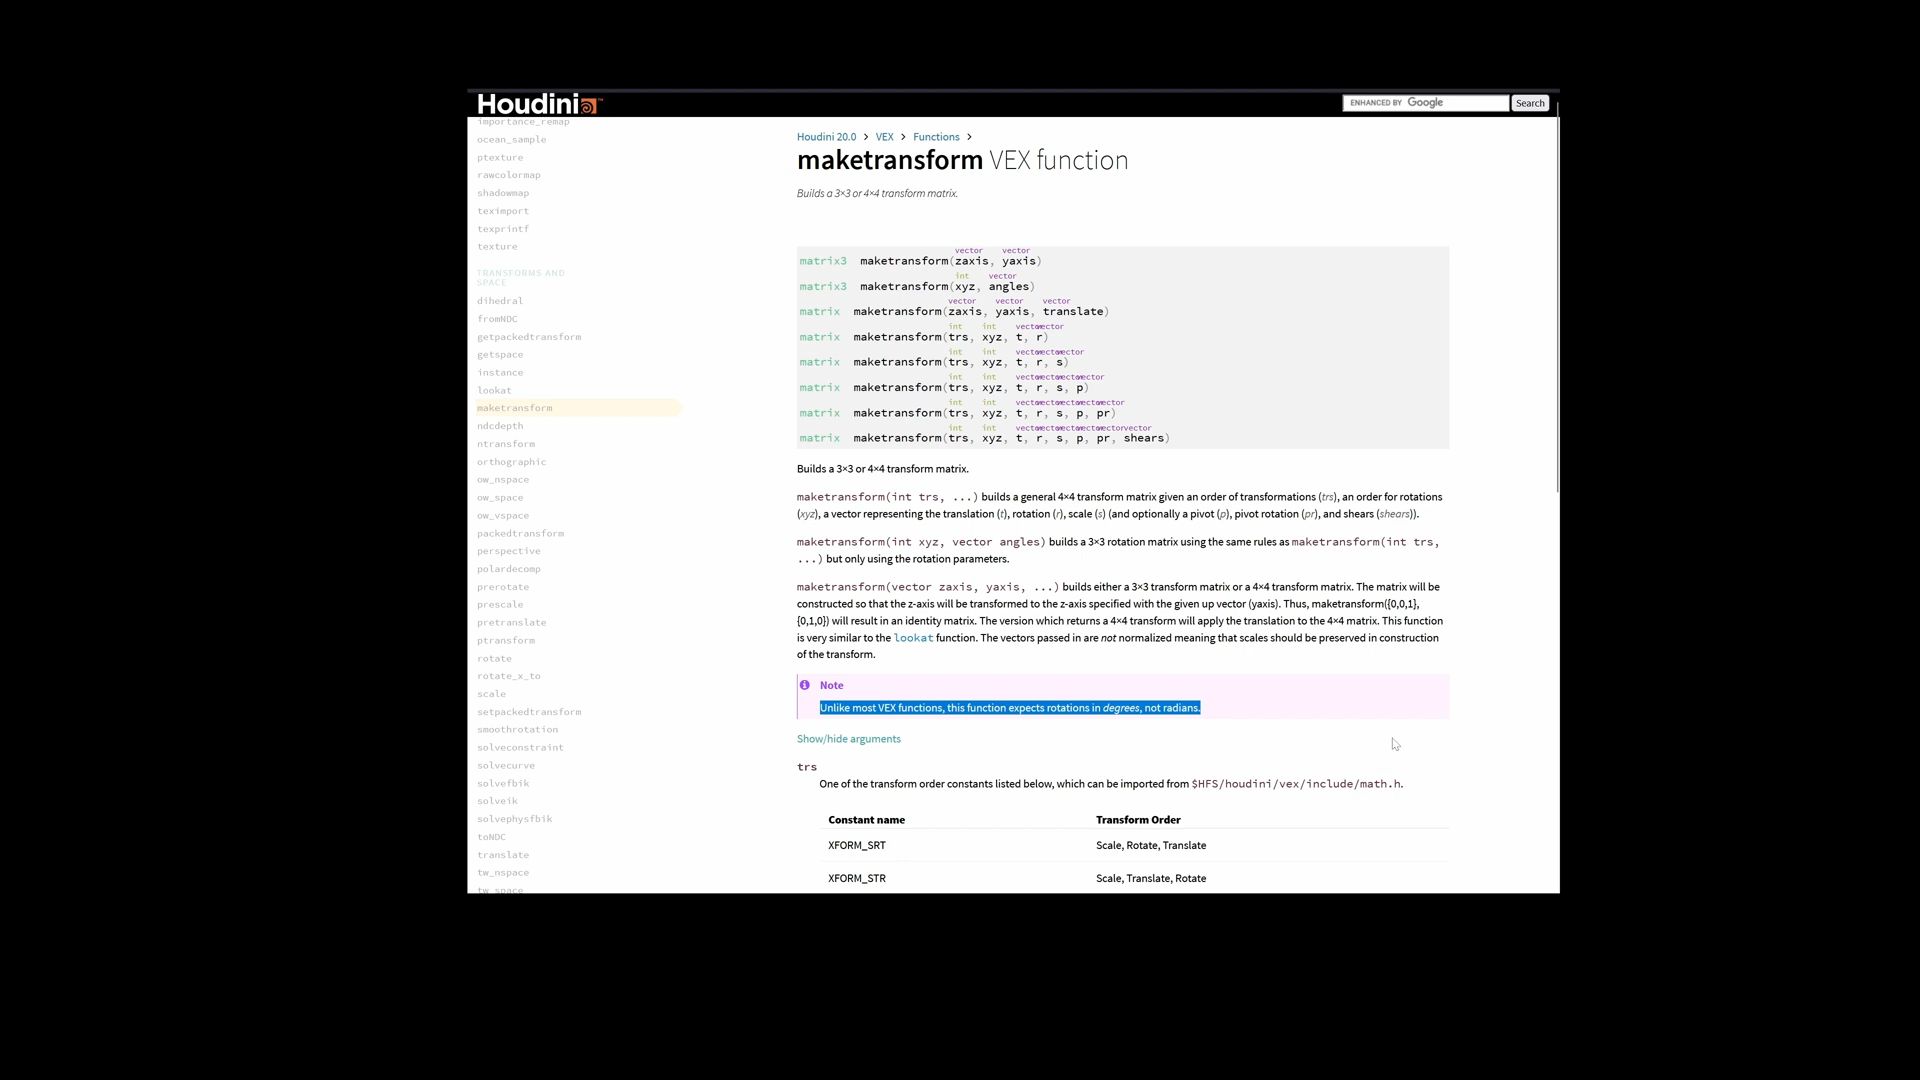 Houdini
ENHANCED BY Google
Search
importance_remap
ocean_sample
ptexture
rawcolormap
shadowmap
teximport
texprintf
texture
TRANSFORMS AND
SPACE
dihedral
fromNDC
getpackedtransform
getspace
instance
lookat
maketransform
ndcdepth
ntransform
orthographic
ow_nspace
ow_space
ow_vspace
packedtransform
perspective
polardecomp
prerotate
prescale
pretranslate
ptransform
rotate
rotate_x_to
scale
setpackedtransform
smoothrotation
solveconstraint
solvecurve
solvefbik
solveik
solvephysfbik
toNDC
translate
tw_nspace
tw_space
Houdini 20.0 > VEX > Functions >
maketransform VEX function
Builds a 3×3 or 4×4 transform matrix.
vector vector
matrix3 maketransform(zaxis, yaxis)
int vector
matrix3 maketransform(xyz, angles)
vector vector vector
matrix maketransform(zaxis, yaxis, translate)
int int vector vector
matrix maketransform(trs, xyz, t, r)
int int vector vector vector
matrix maketransform(trs, xyz, t, r, s)
int int vector vector vector vector
matrix maketransform(trs, xyz, t, r, s, p)
int int vector vector vector vector vector
matrix maketransform(trs, xyz, t, r, s, p, pr)
int int vector vector vector vector vector vector
matrix maketransform(trs, xyz, t, r, s, p, pr, shears)
Builds a 3×3 or 4×4 transform matrix.
maketransform(int trs, ...) builds a general 4×4 transform matrix given an order of transformations (trs), an order for rotations
(xyz), a vector representing the translation (t), rotation (r), scale (s) (and optionally a pivot (p), pivot rotation (pr), and shears (shears)).
maketransform(int xyz, vector angles) builds a 3×3 rotation matrix using the same rules as maketransform(int trs,
...) but only using the rotation parameters.
maketransform(vector zaxis, yaxis, ...) builds either a 3×3 transform matrix or a 4×4 transform matrix. The matrix will be
constructed so that the z-axis will be transformed to the z-axis specified with the given up vector (yaxis). Thus, maketransform({0,0,1},
{0,1,0}) will result in an identity matrix. The version which returns a 4×4 transform will apply the translation to the 4×4 matrix. This function
is very similar to the lookat function. The vectors passed in are not normalized meaning that scales should be preserved in construction
of the transform.
Note
Unlike most VEX functions, this function expects rotations in degrees, not radians.
Show/hide arguments
trs
One of the transform order constants listed below, which can be imported from $HFS/houdini/vex/include/math.h.
Constant name Transform Order
XFORM_SRT Scale, Rotate, Translate
XFORM_STR Scale, Translate, Rotate